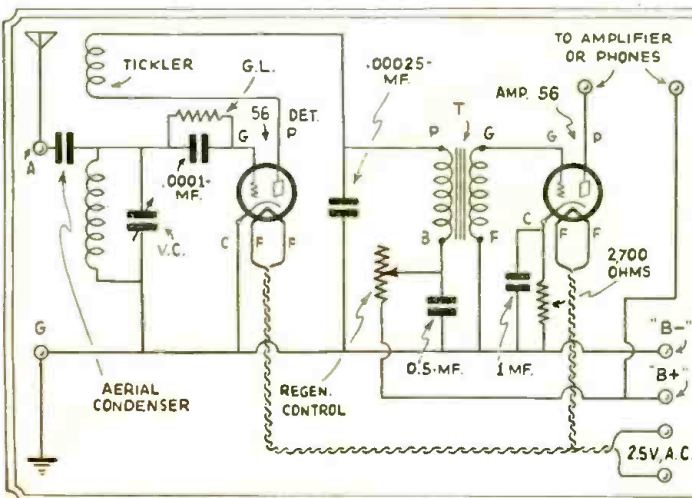 TO AMPLIFIER
OR PHONES
TICKLER
G.L.
.00025-
MF.
56 DET.
P
AMP. 56
T
G
P
G
G
P
A
.0001-
MF.
V.C.
C
F
F
B
F
C
F
F
2,700
OHMS
G
"B-"
"B+"
AERIAL
CONDENSER
REGEN.
CONTROL
0.5-MF.
1 MF.
2.5V, A.C.